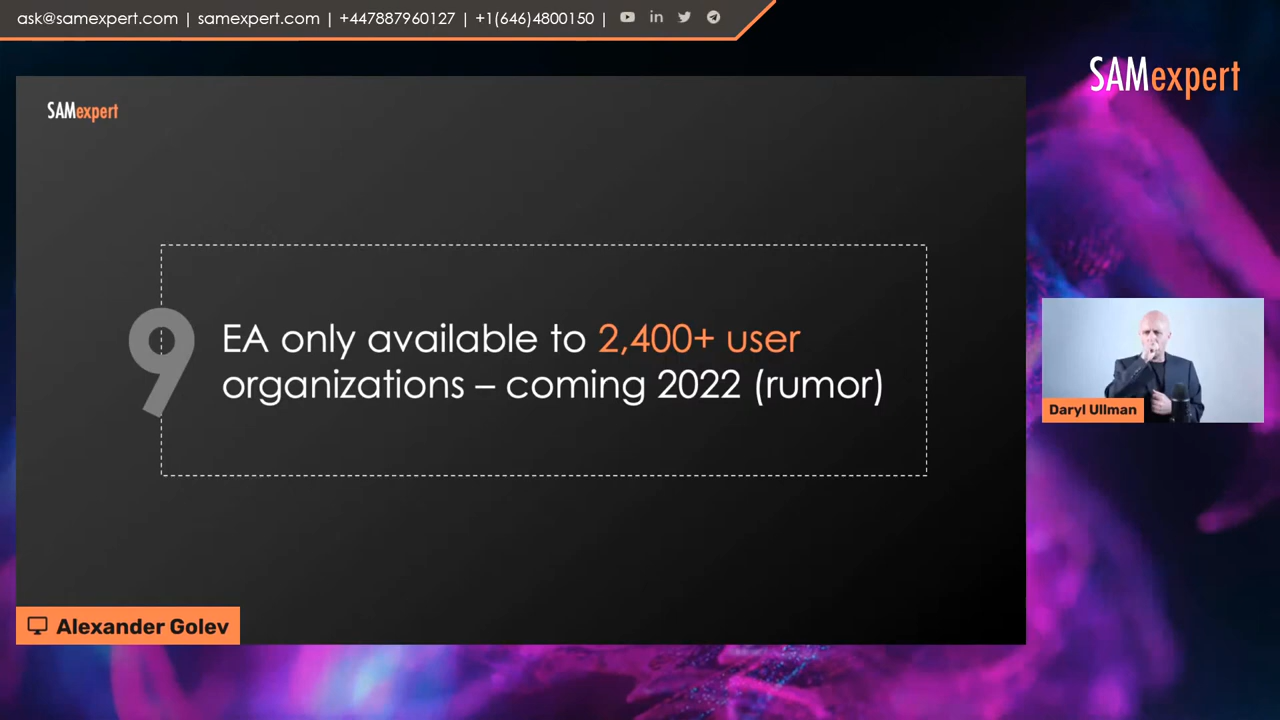 ask@samexpert.com | samexpert.com | +447887960127 | +1(646)4800150 |
SAMexpert
SAMexpert
9
EA only available to 2,400+ user
organizations – coming 2022 (rumor)
Daryl Ullman
Alexander Golev